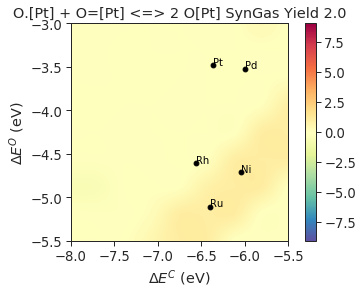 O.[Pt] + O=[Pt] <=> 2 O[Pt] SynGas Yield 2.0
−3.0
−3.5
−4.0
−4.5
−5.0
−5.5
ΔE^O (eV)
Pt
Pd
Rh
Ni
Ru
−8.0 −7.5 −7.0 −6.5 −6.0 −5.5
ΔE^C (eV)
7.5
5.0
2.5
0.0
−2.5
−5.0
−7.5